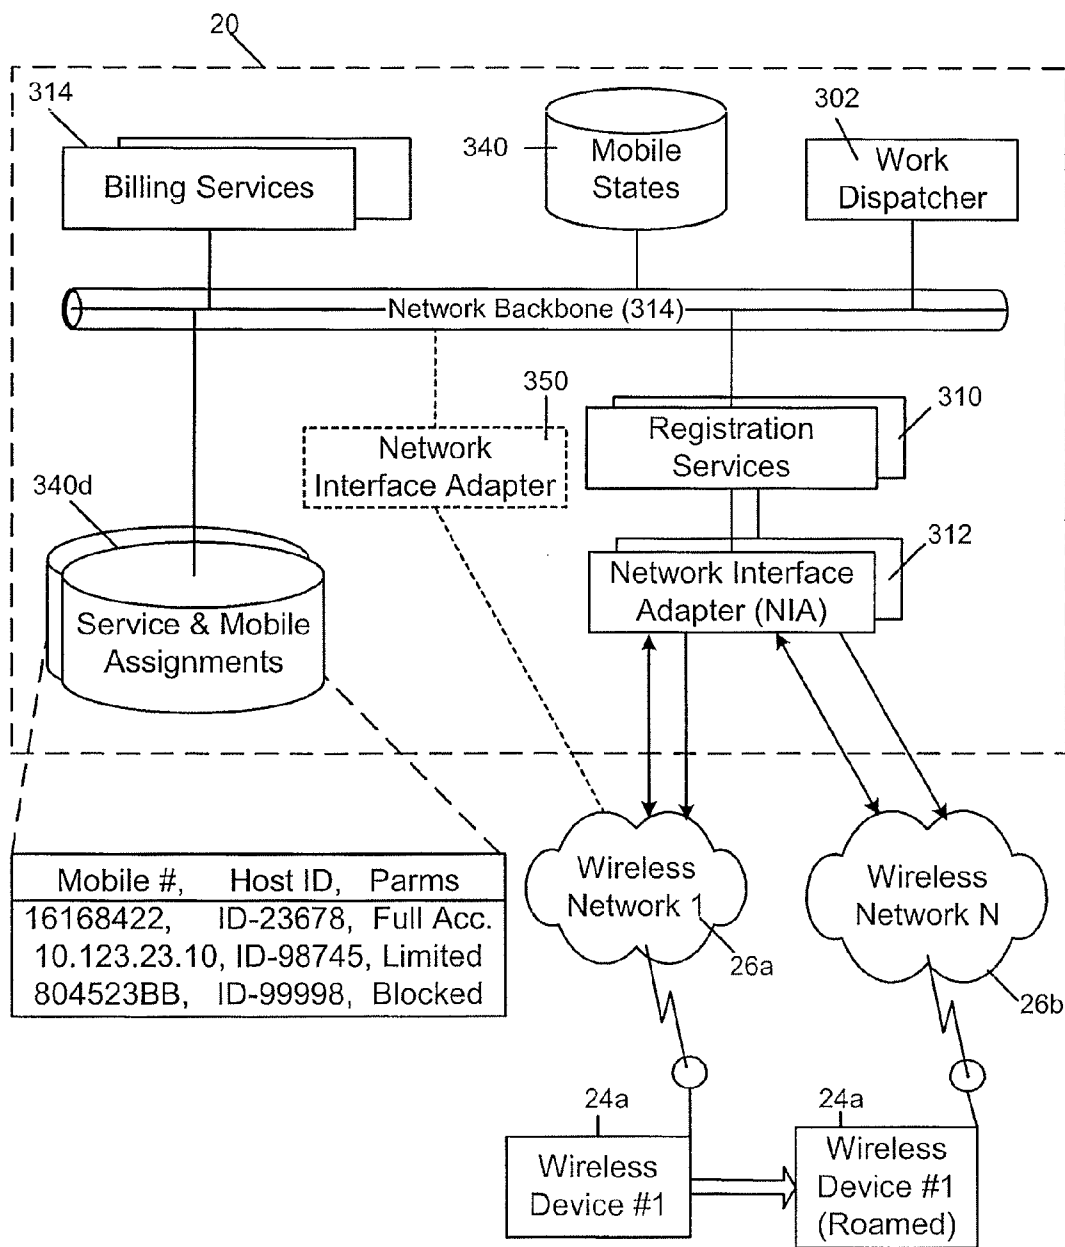 20
314
Billing Services
340
Mobile
States
302
Work
Dispatcher
Network Backbone (314)
350
Network
Interface Adapter
310
Registration
Services
340d
Service & Mobile
Assignments
312
Network Interface
Adapter (NIA)
Mobile #, Host ID, Parms
16168422, ID-23678, Full Acc.
10.123.23.10, ID-98745, Limited
804523BB, ID-99998, Blocked
Wireless
Network 1
26a
Wireless
Network N
26b
24a
Wireless
Device #1
24a
Wireless
Device #1
(Roamed)